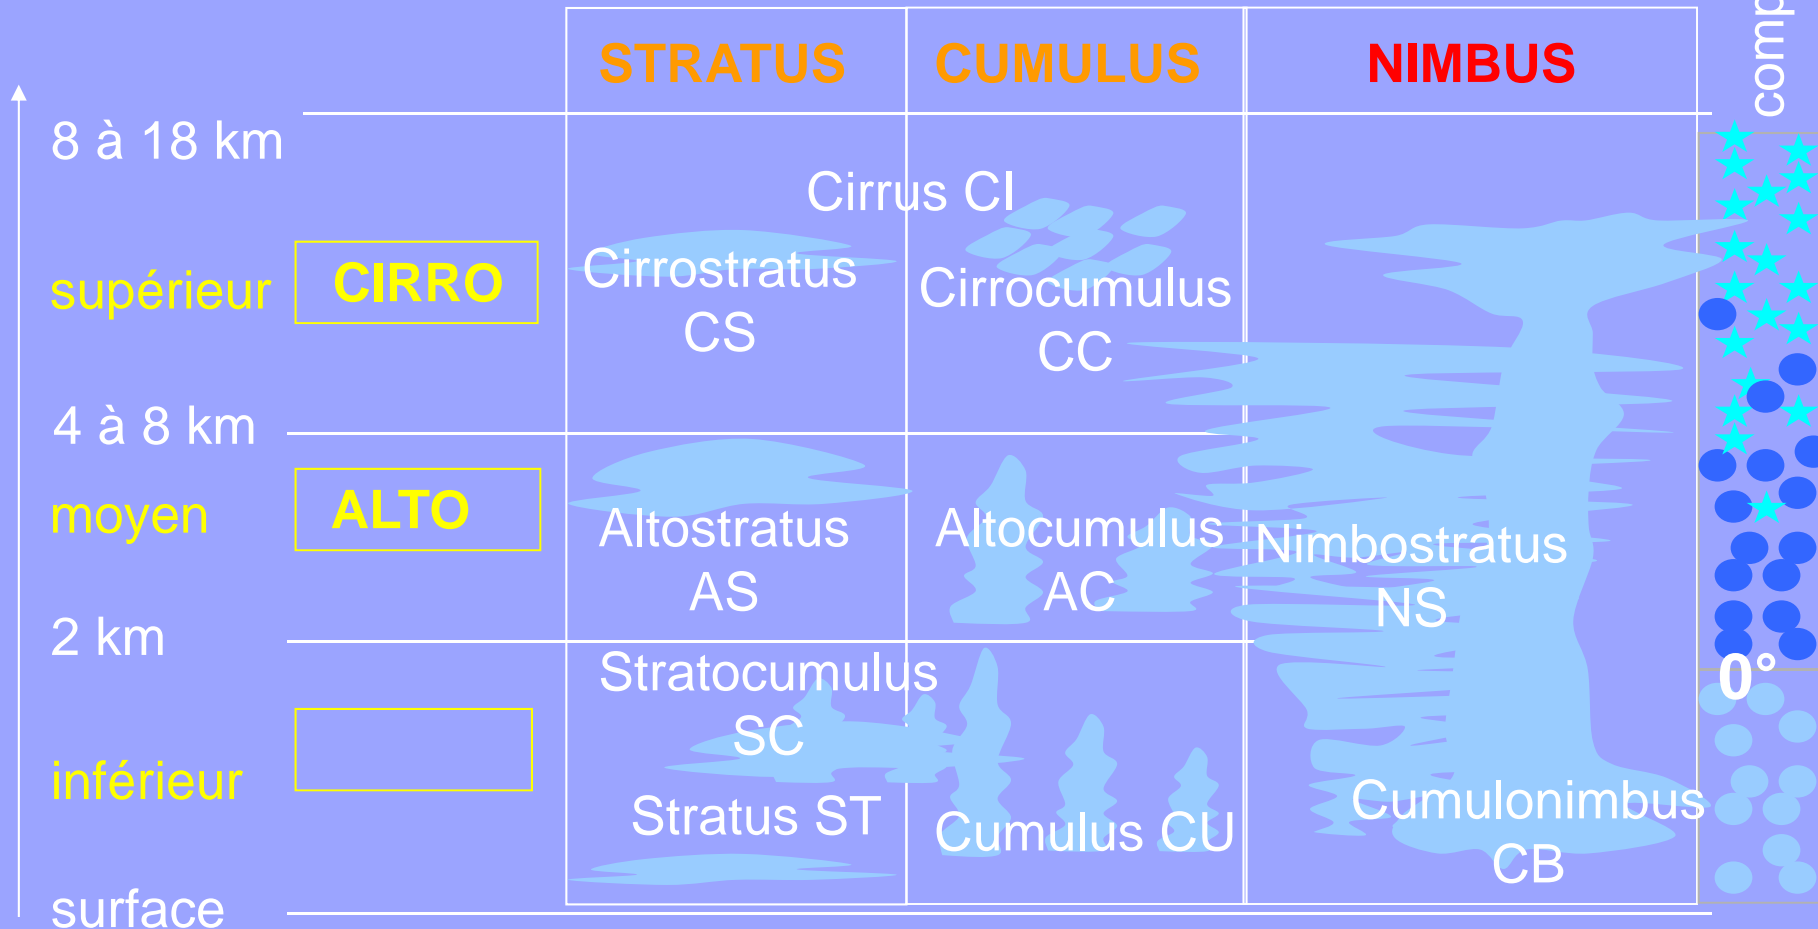 STRATUS
CUMULUS
NIMBUS
comp
8 à 18 km
Cirrus CI
supérieur
CIRRO
Cirrostratus
CS
Cirrocumulus
CC
4 à 8 km
moyen
ALTO
Altostratus
AS
Altocumulus
AC
Nimbostratus
NS
2 km
Stratocumulus
SC
0°
inférieur
Stratus ST
Cumulus CU
Cumulonimbus
CB
surface